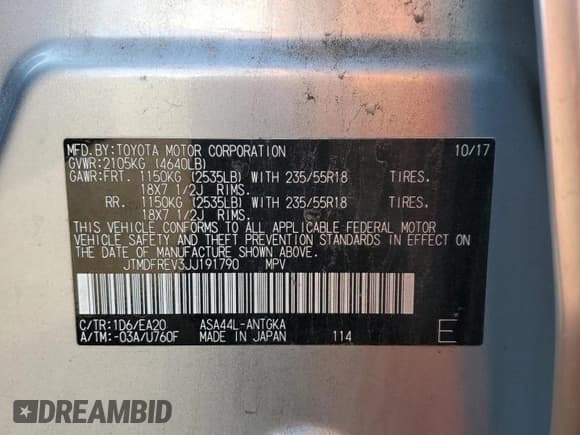 MFD.BY:TOYOTA MOTOR CORPORATION 10/17
GVWR:2105KG (4640LB)
GAWR:FRT. 1150KG (2535LB) WITH 235/55R18 TIRES.
18X7 1/2J RIMS.
RR. 1150KG (2535LB) WITH 235/55R18 TIRES.
18X7 1/2J RIMS.
THIS VEHICLE CONFORMS TO ALL APPLICABLE FEDERAL MOTOR
VEHICLE SAFETY AND THEFT PREVENTION STANDARDS IN EFFECT ON
THE DATE OF MANUFACTURE SHOWN ABOVE.
JTMDFREV3JJ191790 MPV
C/TR:1D6/EA20 ASA44L-ANTGKA
A/TM:-03A/U760F MADE IN JAPAN 114 E
DREAMBID